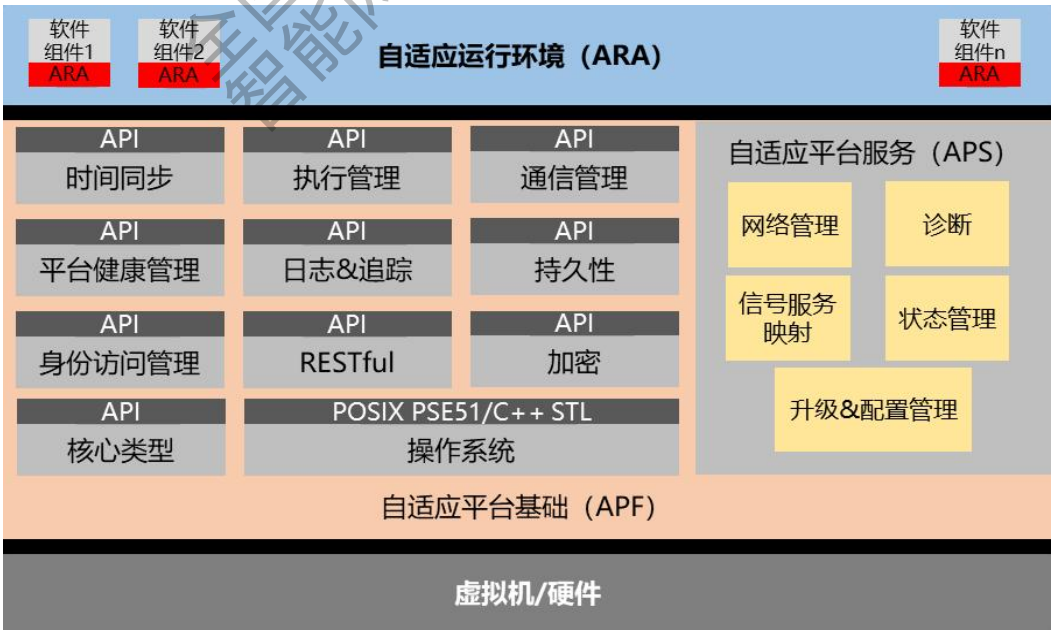 软件
组件1
ARA
软件
组件2
ARA
自适应运行环境（ARA）
软件
组件n
ARA
API
时间同步
API
执行管理
API
通信管理
API
平台健康管理
API
日志&追踪
API
持久性
API
身份访问管理
API
RESTful
API
加密
API
核心类型
POSIX PSE51/C++ STL
操作系统
自适应平台服务（APS）
网络管理
诊断
信号服务
映射
状态管理
升级&配置管理
自适应平台基础（APF）
虚拟机/硬件